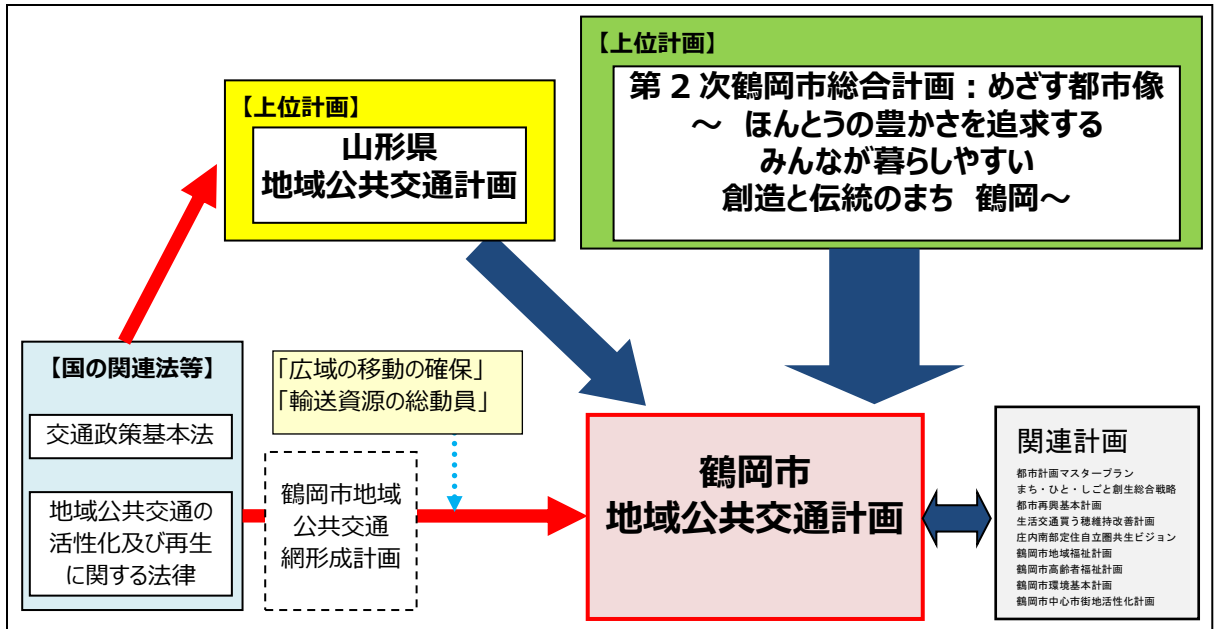 【上位計画】
第2次鶴岡市総合計画：めざす都市像
～ ほんとうの豊かさを追求する
みんなが暮らしやすい
創造と伝統のまち 鶴岡～
【上位計画】
山形県
地域公共交通計画
【国の関連法等】
交通政策基本法
地域公共交通の
活性化及び再生
に関する法律
「広域の移動の確保」
「輸送資源の総動員」
鶴岡市地域
公共交通
網形成計画
鶴岡市
地域公共交通計画
関連計画
都市計画マスタープラン
まち・ひと・しごと創生総合戦略
都市再興基本計画
生活交通買う穂維持改善計画
庄内南部定住自立圏共生ビジョン
鶴岡市地域福祉計画
鶴岡市高齢者福祉計画
鶴岡市環境基本計画
鶴岡市中心市街地活性化計画